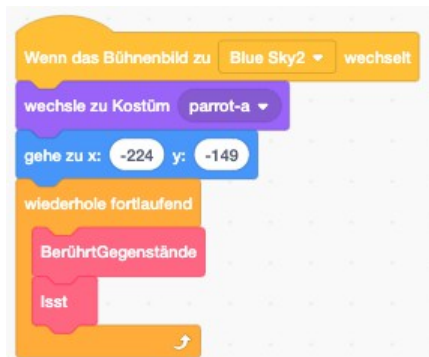 Wenn das Bühnenbild zu Blue Sky2 wechselt
wechsle zu Kostüm parrot-a
gehe zu x: -224 y: -149
wiederhole fortlaufend
BerührtGegenstände
Isst